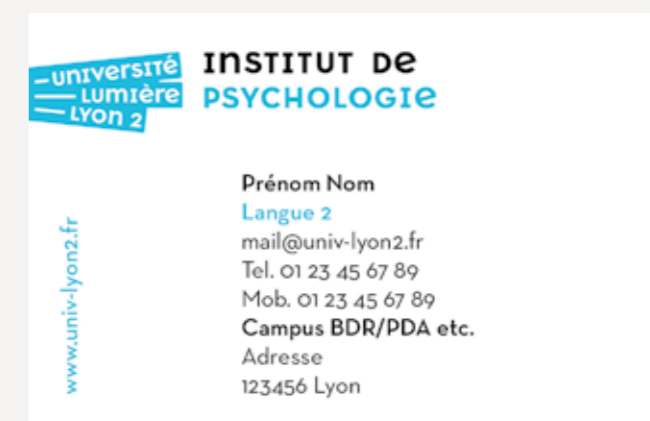 université
Lumière
Lyon 2
Institut de
Psychologie
Prénom Nom
Langue 2
mail@univ-lyon2.fr
Tel. 01 23 45 67 89
Mob. 01 23 45 67 89
Campus BDR/PDA etc.
Adresse
123456 Lyon
www.univ-lyon2.fr